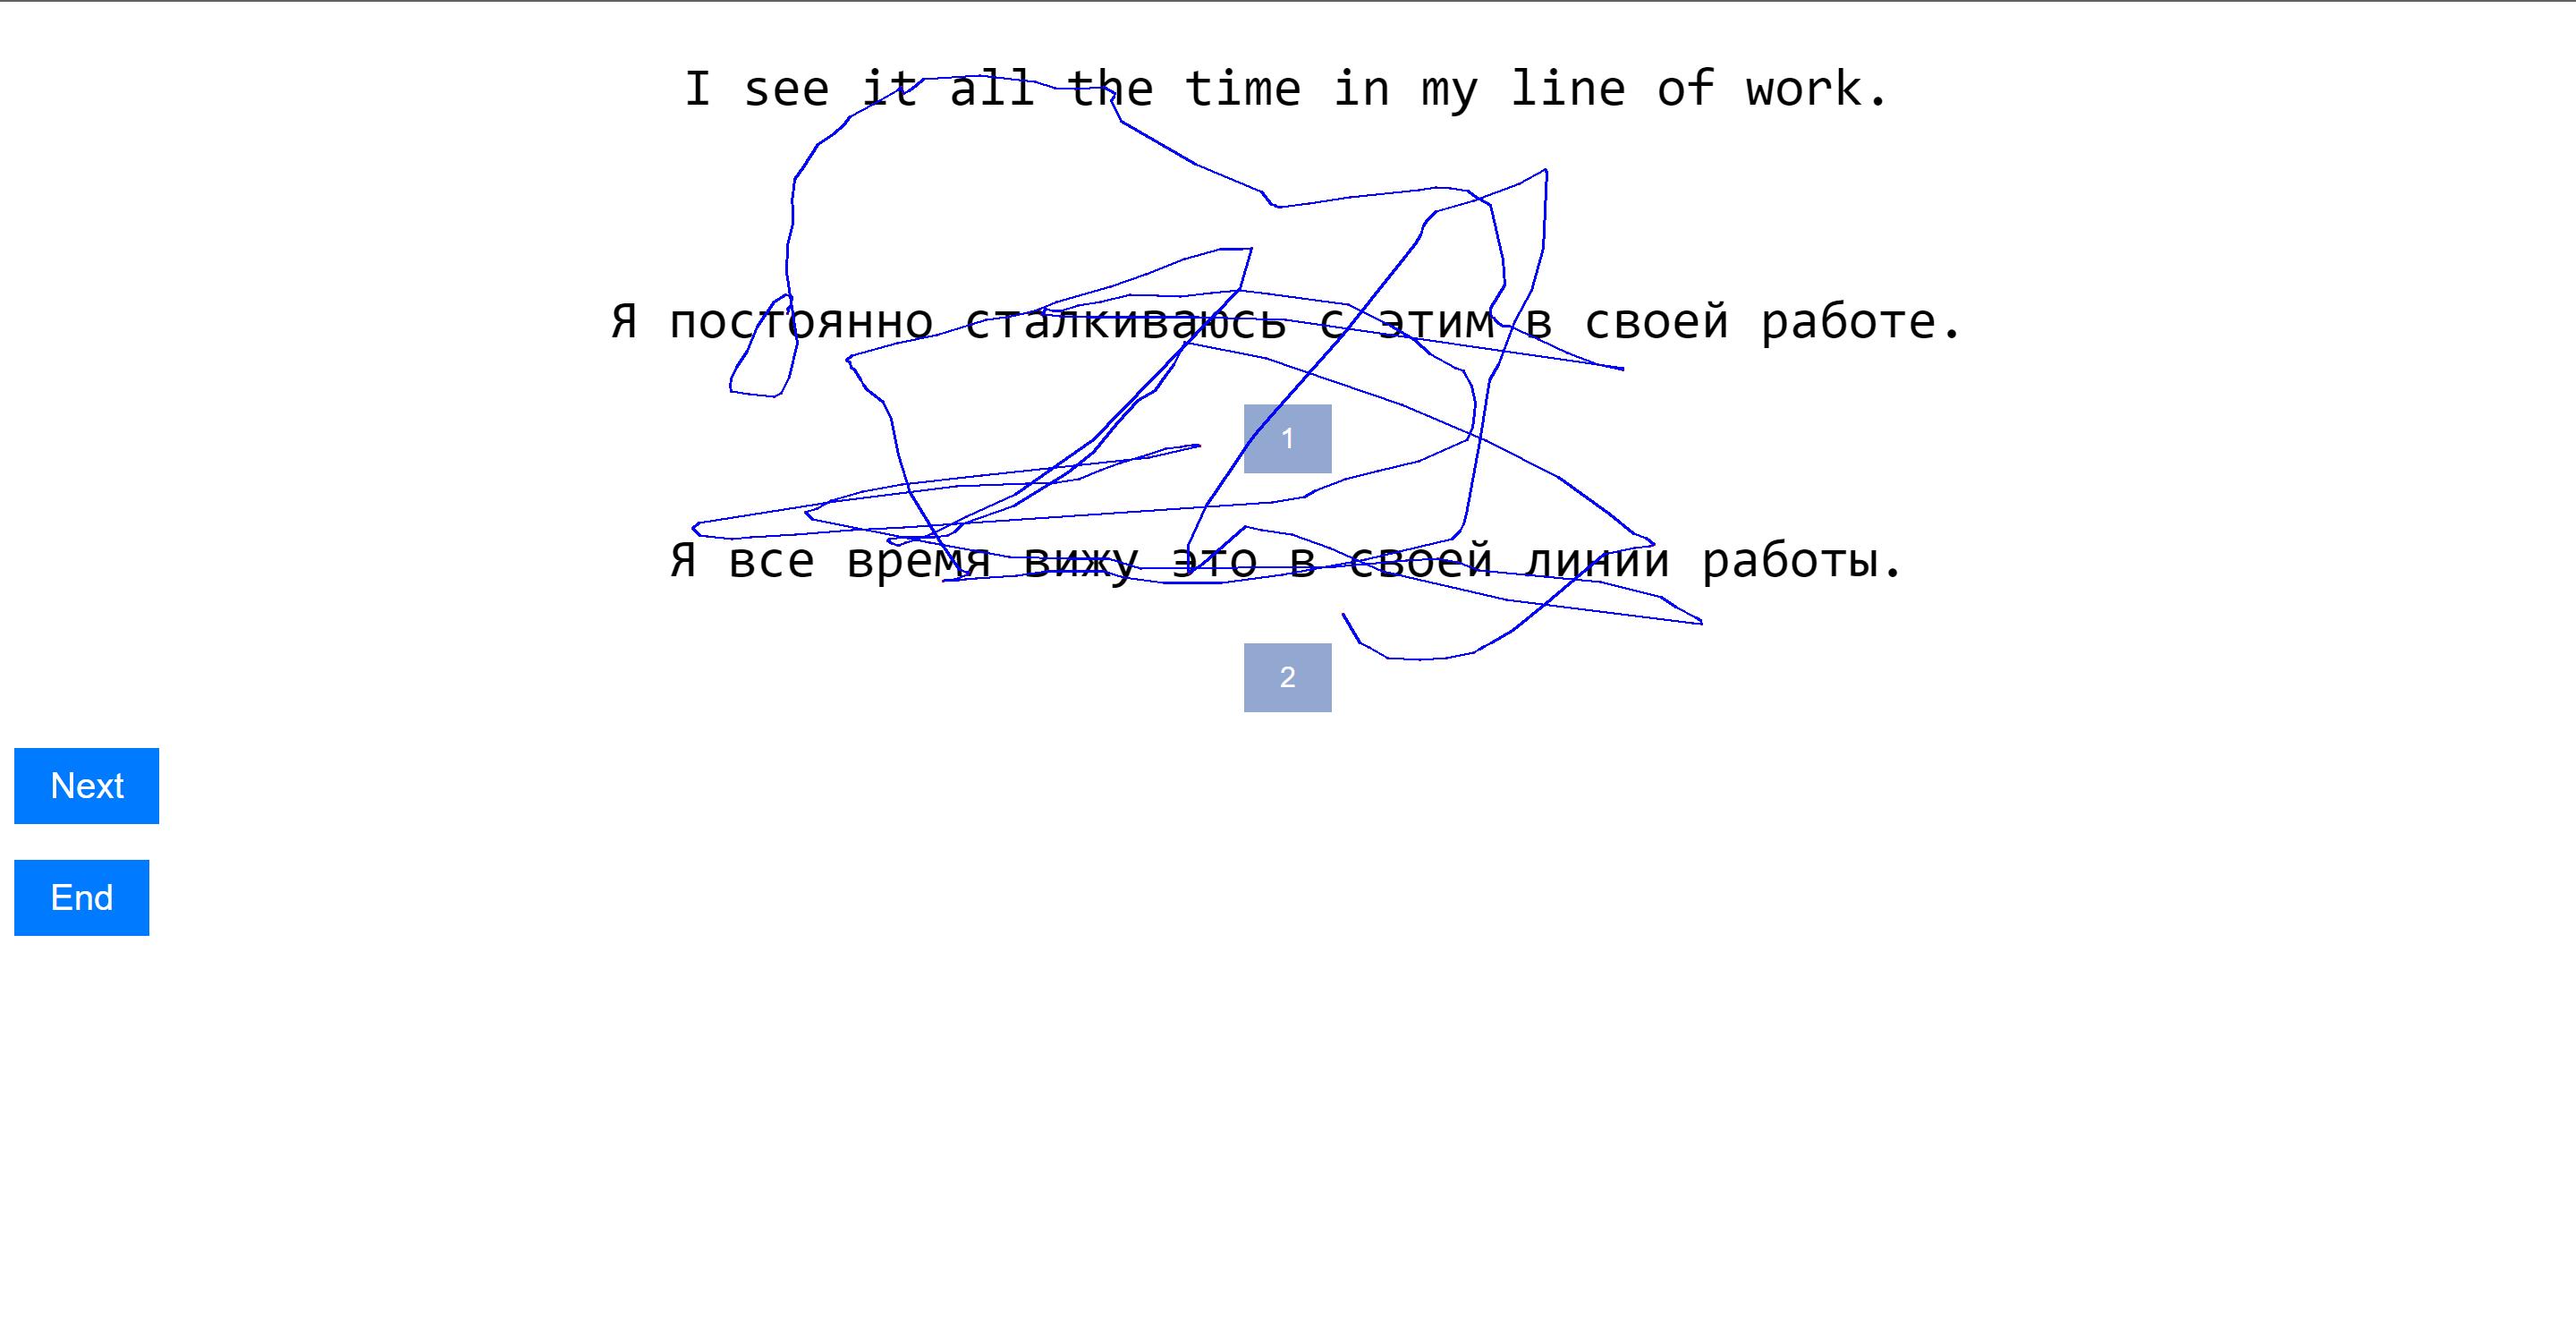 I see it all the time in my line of work.
Я постоянно сталкиваюсь с этим в своей работе.
1
Я все время вижу это в своей линии работы.
2
Next
End